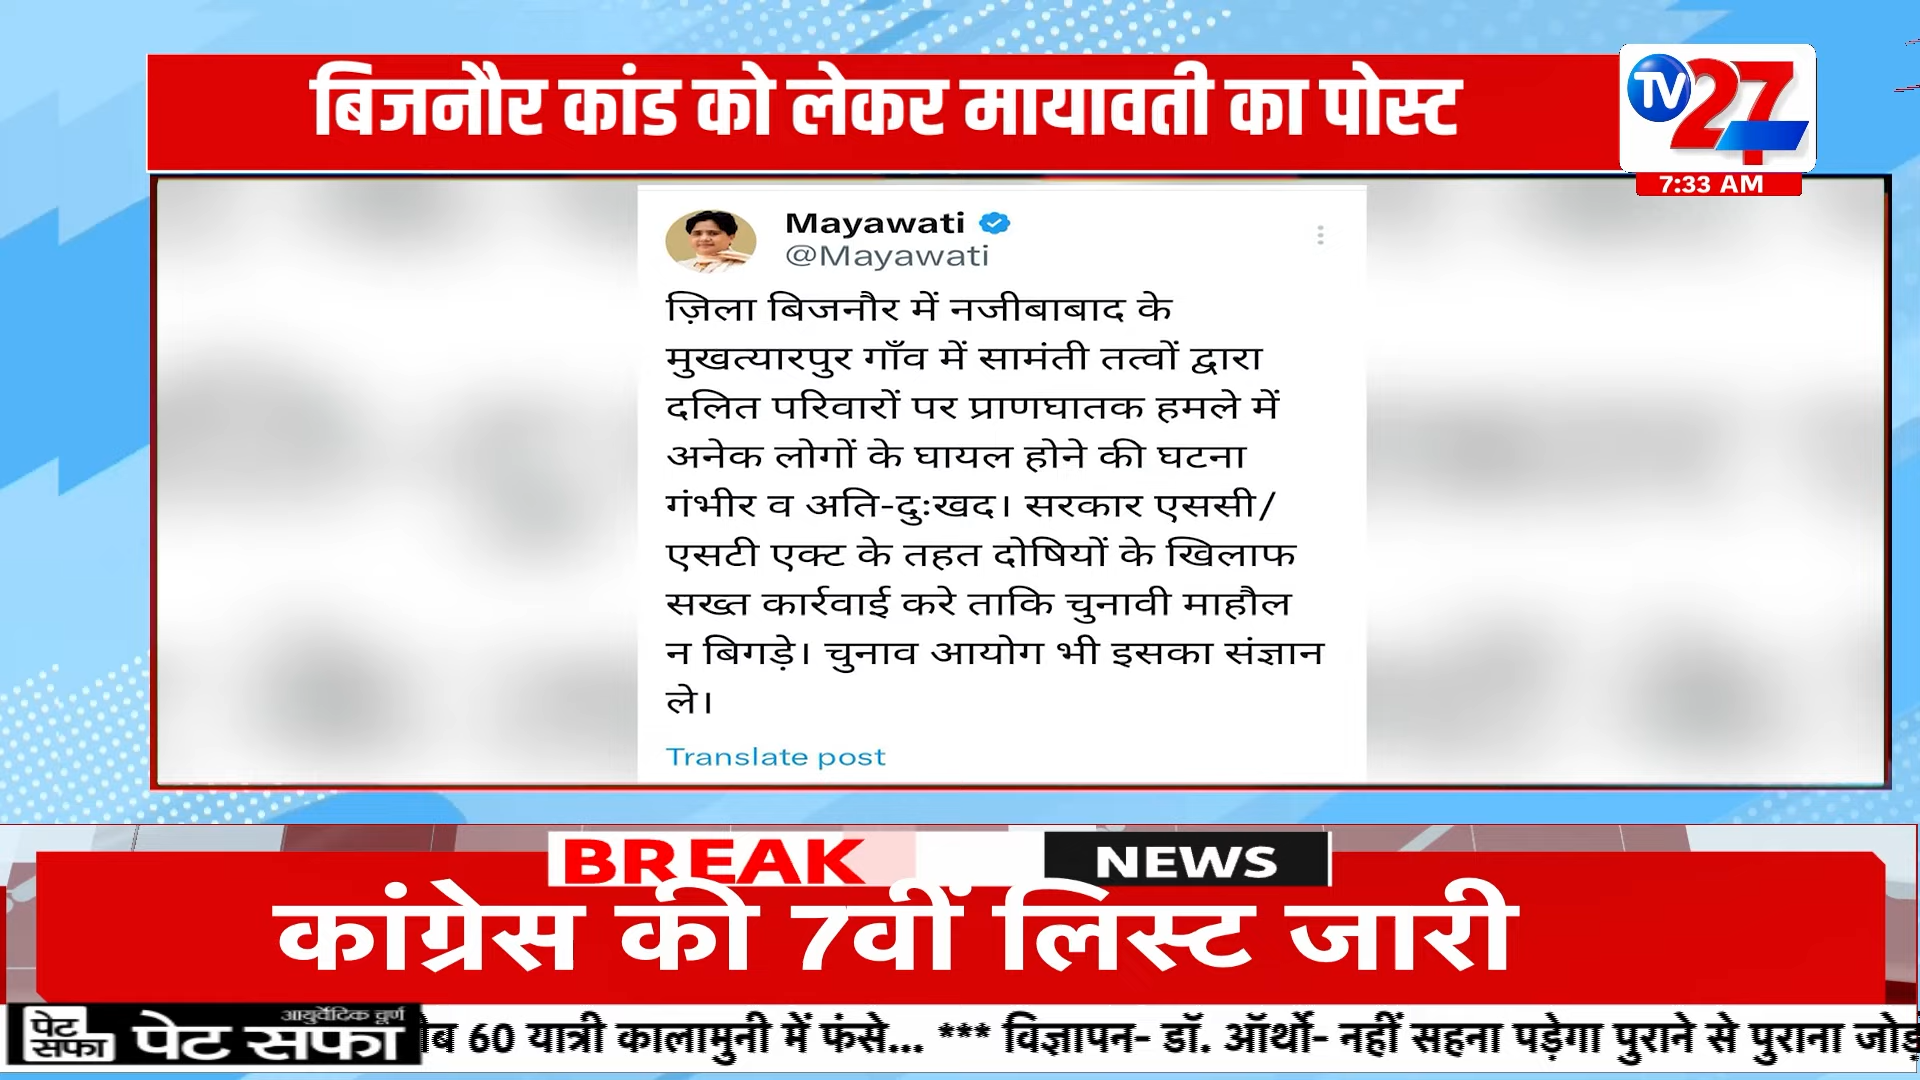 बिजनौर कांड को लेकर मायावती का पोस्ट
TV27
7:33 AM
Mayawati
@Mayawati
ज़िला बिजनौर में नजीबाबाद के
मुखत्यारपुर गाँव में सामंती तत्वों द्वारा
दलित परिवारों पर प्राणघातक हमले में
अनेक लोगों के घायल होने की घटना
गंभीर व अति-दुःखद। सरकार एससी/
एसटी एक्ट के तहत दोषियों के खिलाफ
सख्त कार्रवाई करे ताकि चुनावी माहौल
न बिगड़े। चुनाव आयोग भी इसका संज्ञान
ले।
Translate post
BREAK NEWS
कांग्रेस की 7वीं लिस्ट जारी
पेट सफा
आयुर्वेदिक चूर्ण
पेट सफा
60 यात्री कालामुनी में फंसे... *** विज्ञापन- डॉ. ऑर्थो- नहीं सहना पड़ेगा पुराने से पुराना